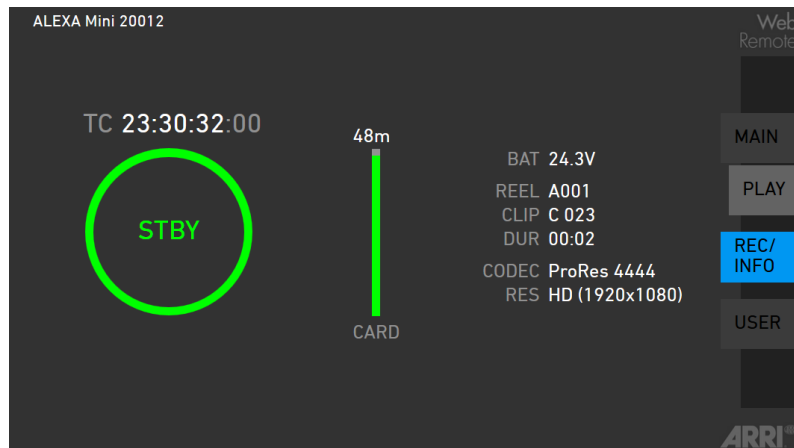 ALEXA Mini 20012
Web
Remote
TC 23:30:32:00
STBY
48m
CARD
BAT 24.3V
REEL A001
CLIP C 023
DUR 00:02
CODEC ProRes 4444
RES HD (1920x1080)
MAIN
PLAY
REC/
INFO
USER
ARRI